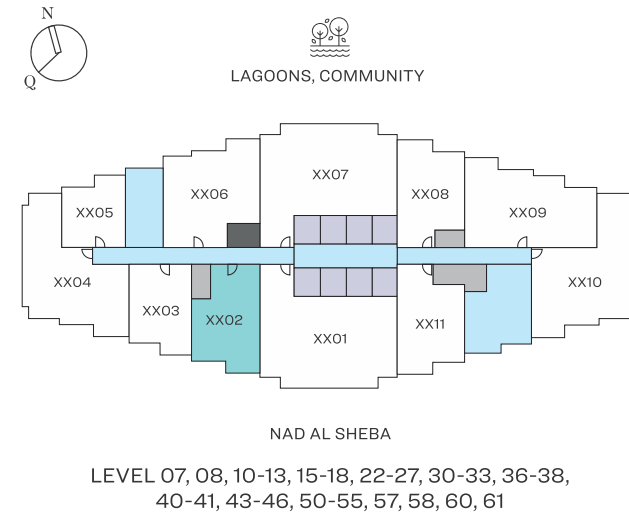 N
Q
LAGOONS, COMMUNITY
XX07
XX06
XX08
XX05
XX09
XX04
XX10
XX03
XX02
XX11
XX01
NAD AL SHEBA
LEVEL 07, 08, 10-13, 15-18, 22-27, 30-33, 36-38,
40-41, 43-46, 50-55, 57, 58, 60, 61